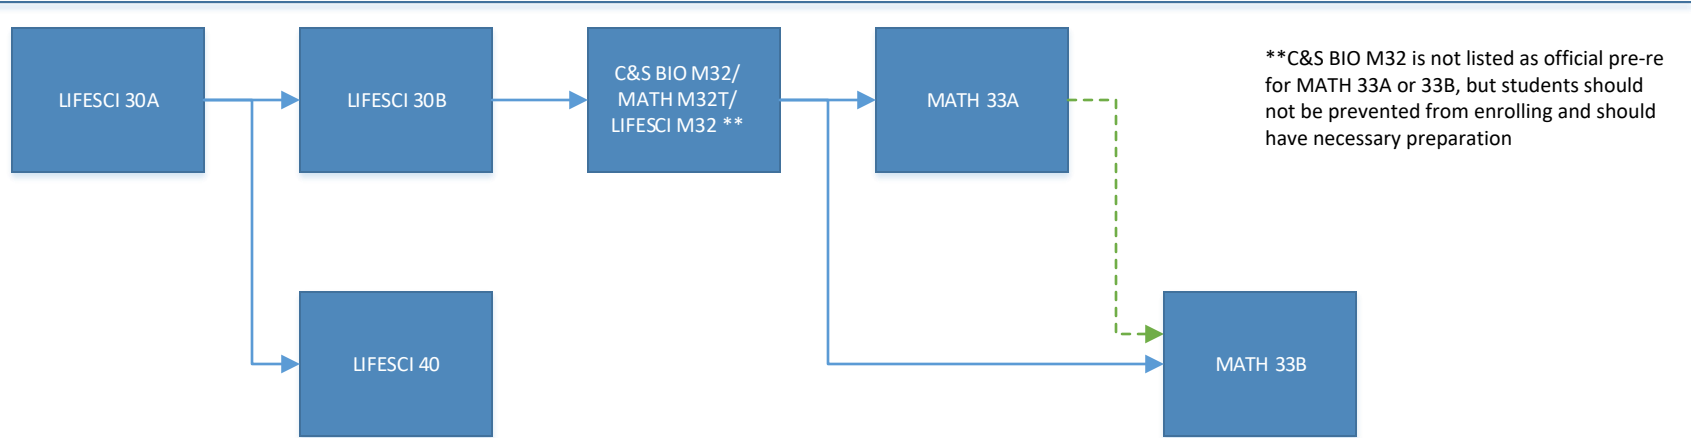 LIFESCI 30A
LIFESCI 30B
C&S BIO M32/
MATH M32T/
LIFESCI M32 **
MATH 33A
**C&S BIO M32 is not listed as official pre-re
for MATH 33A or 33B, but students should
not be prevented from enrolling and should
have necessary preparation
LIFESCI 40
MATH 33B